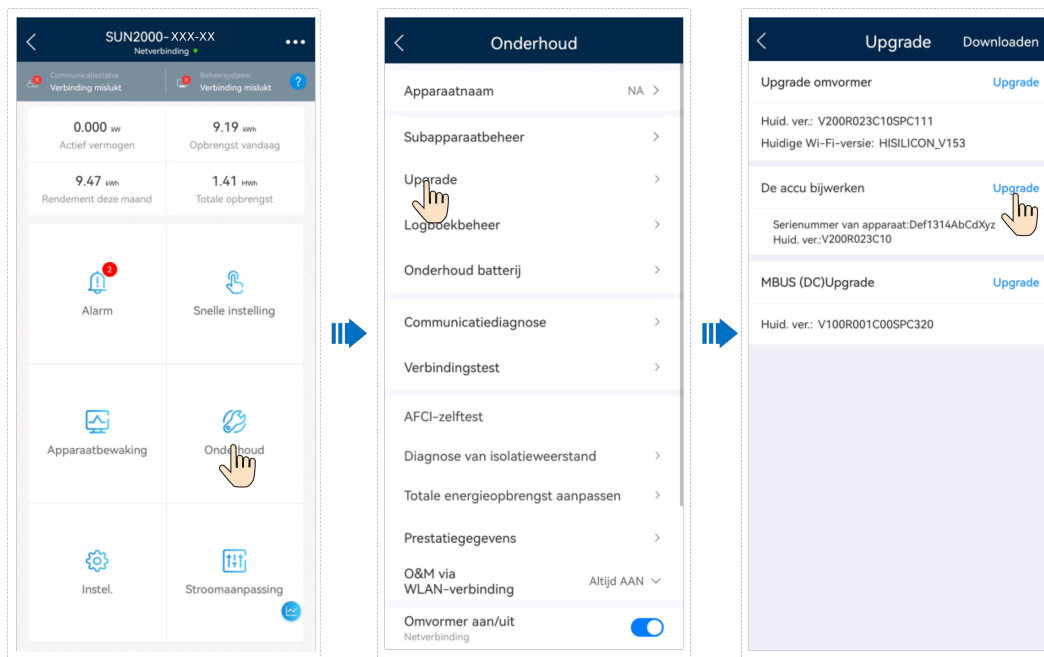 SUN2000-XXX-XX
Netverbinding
Communicatiestatus
Verbinding mislukt
Beheersysteem
Verbinding mislukt
?
0.000 kW
Actief vermogen
9.19 kWh
Opbrengst vandaag
9.47 kWh
Rendement deze maand
1.41 MWh
Totale opbrengst
2
Alarm
Snelle instelling
Apparaatbewaking
Onderhoud
Instel.
Stroomaanpassing
Onderhoud
Apparaatnaam NA
Subapparaatbeheer
Upgrade
Logboekbeheer
Onderhoud batterij
Communicatiediagnose
Verbindingstest
AFCI-zelftest
Diagnose van isolatieweerstand
Totale energieopbrengst aanpassen
Prestatiegegevens
O&M via
WLAN-verbinding
Altijd AAN
Omvormer aan/uit
Netverbinding
Upgrade Downloaden
Upgrade omvormer Upgrade
Huid. ver.: V200R023C10SPC111
Huidige Wi-Fi-versie: HISILICON_V153
De accu bijwerken Upgrade
Serienummer van apparaat:Def1314AbCdXyz
Huid. ver.:V200R023C10
MBUS (DC)Upgrade Upgrade
Huid. ver.: V100R001C00SPC320